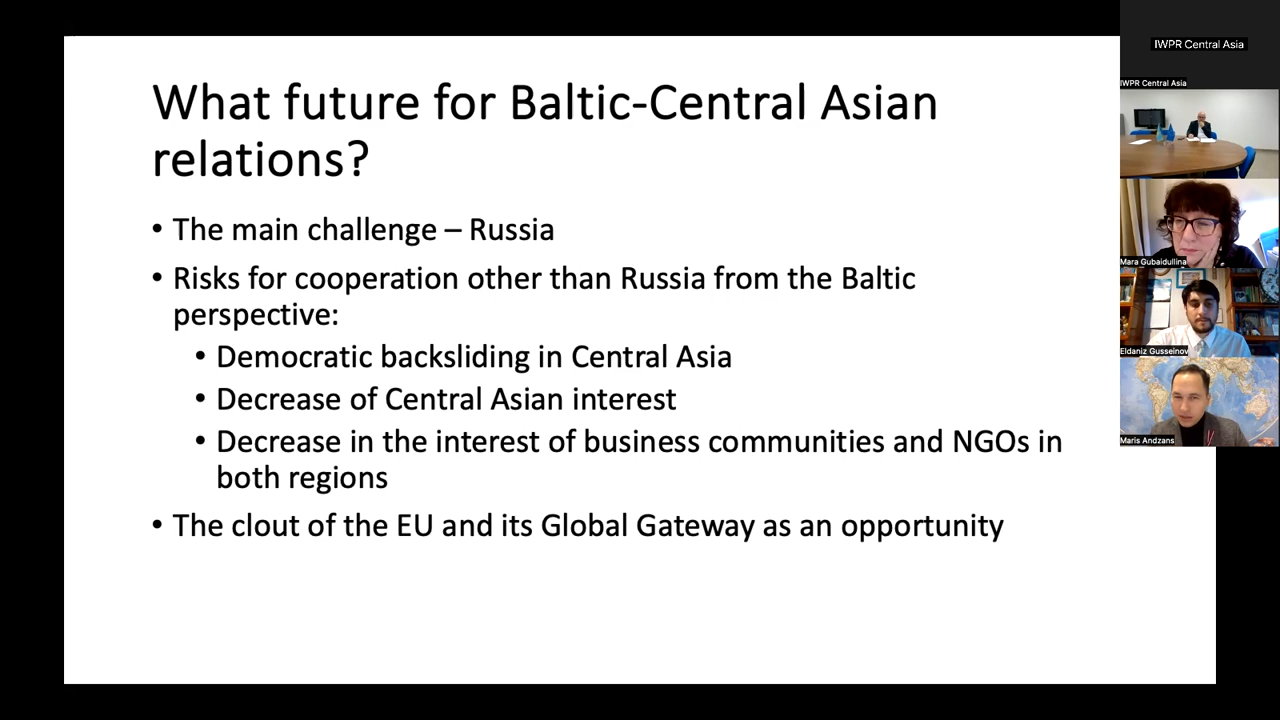 What future for Baltic-Central Asian
relations?
• The main challenge – Russia
• Risks for cooperation other than Russia from the Baltic
perspective:
• Democratic backsliding in Central Asia
• Decrease of Central Asian interest
• Decrease in the interest of business communities and NGOs in
both regions
• The clout of the EU and its Global Gateway as an opportunity
IWPR Central Asia
IWPR Central Asia
Mara Gubaidullina
Eldaniz Gusseinov
Maris Andzans